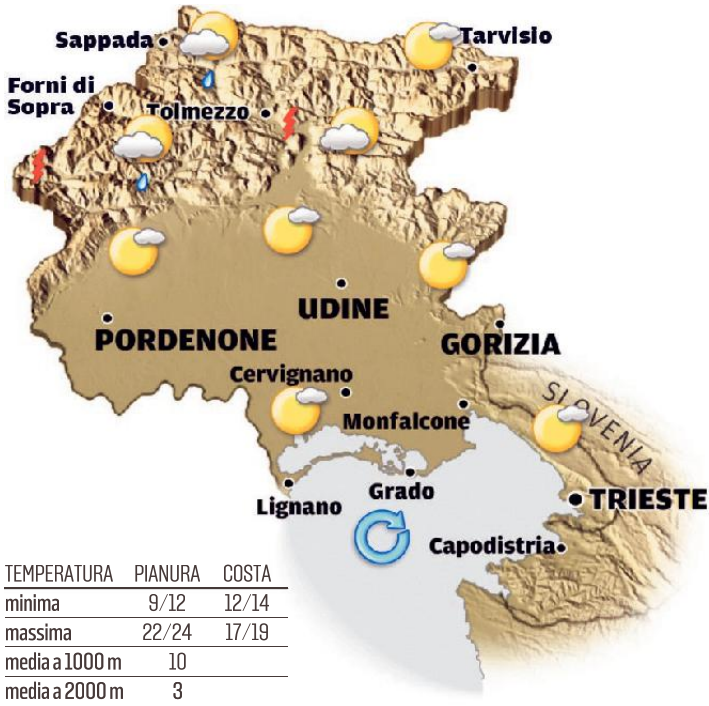 Sappada
Tarvisio
Forni di
Sopra
Tolmezzo
UDINE
PORDENONE
GORIZIA
Cervignano
SLOVENIA
Monfalcone
Grado
TRIESTE
Lignano
Capodistria
TEMPERATURA PIANURA COSTA
minima 9/12 12/14
massima 22/24 17/19
media a 1000 m 10
media a 2000 m 3